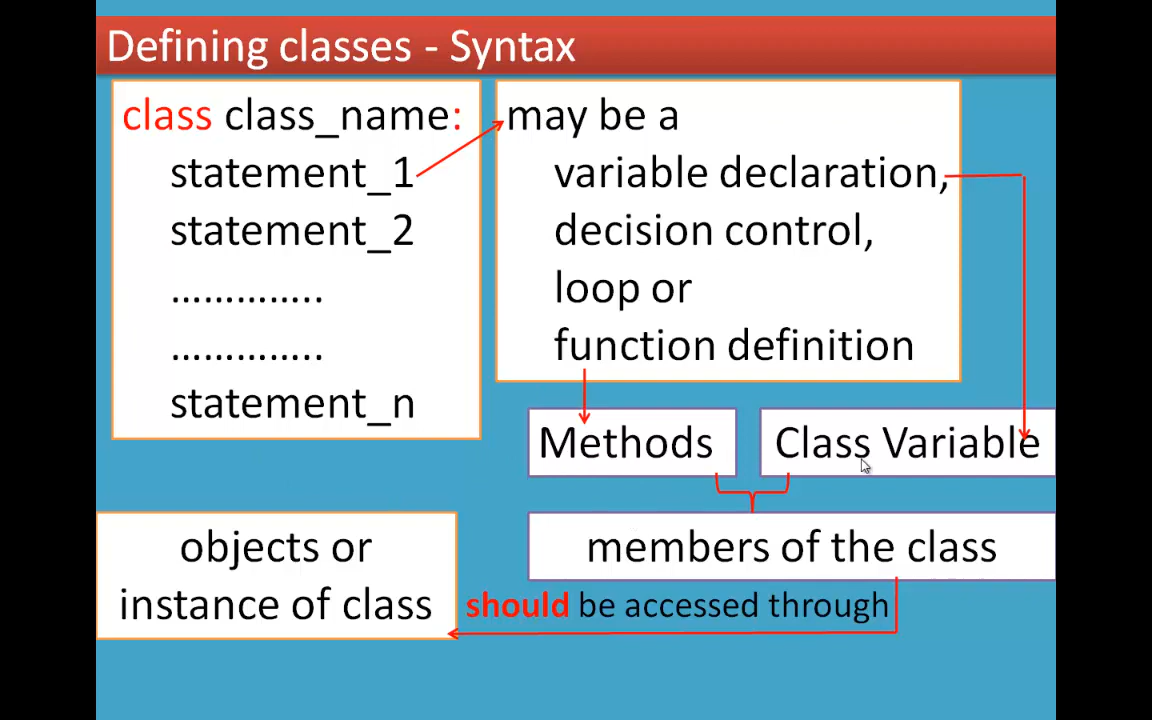 Defining classes - Syntax
class class_name:
statement_1
statement_2
…………..
…………..
statement_n
may be a
variable declaration,
decision control,
loop or
function definition
Methods
Class Variable
members of the class
should be accessed through
objects or
instance of class